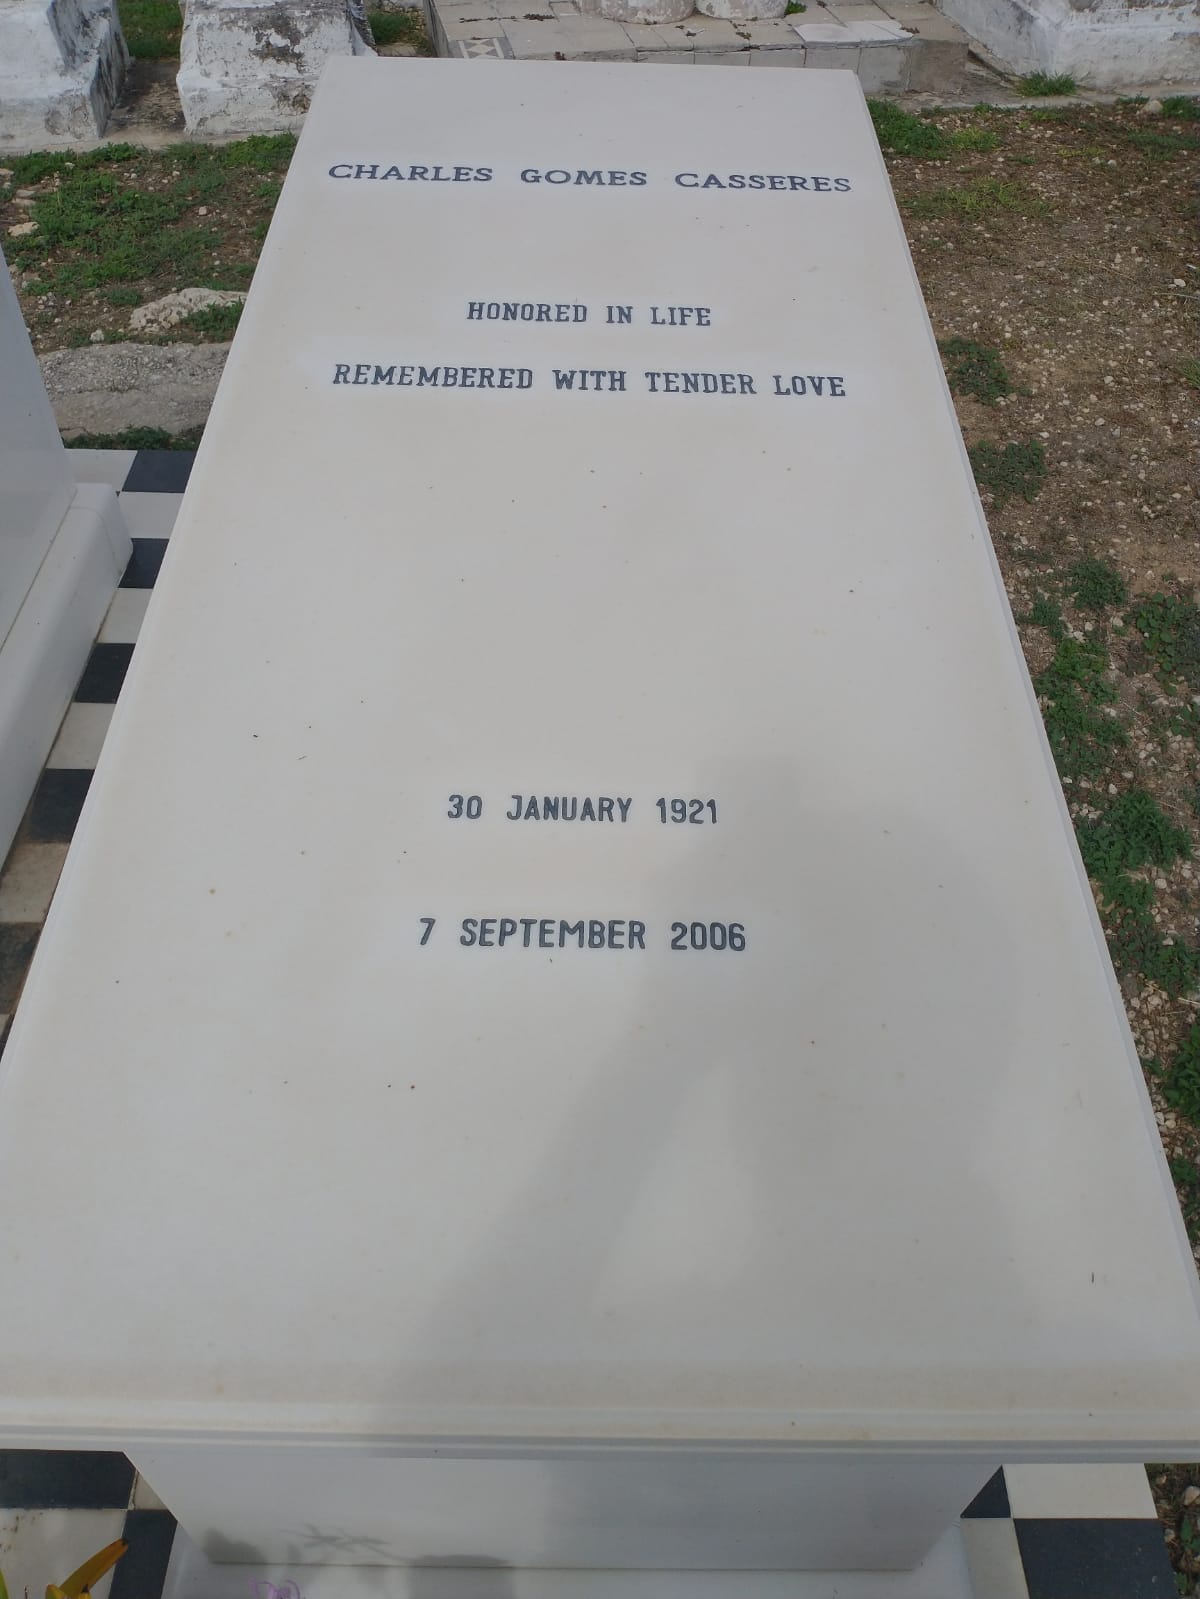 CHARLES GOMES CASSERES
HONORED IN LIFE
REMEMBERED WITH TENDER LOVE
30 JANUARY 1921
7 SEPTEMBER 2006